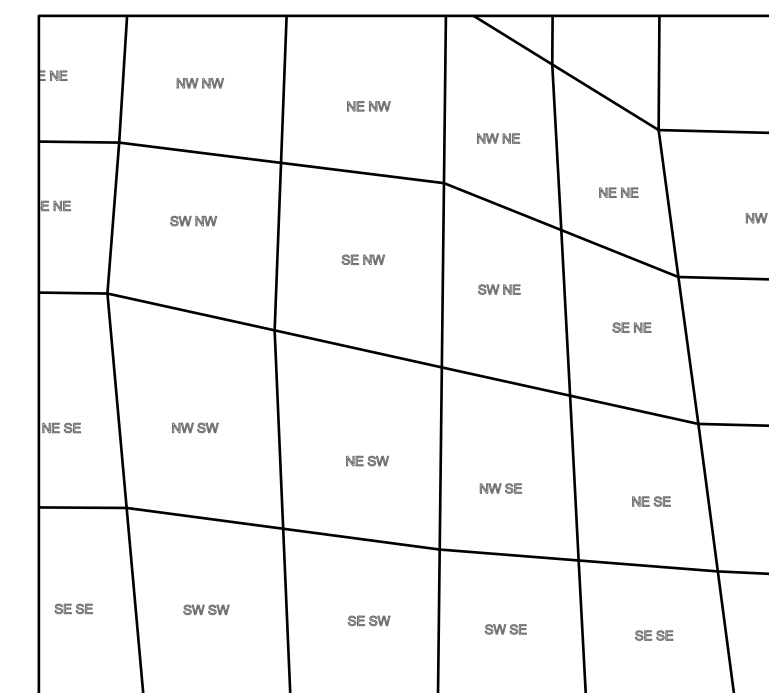 E NE
NW NW
NE NW
NW NE
NE NE
E NE
SW NW
SE NW
SW NE
SE NE
NW
NE SE
NW SW
NE SW
NW SE
NE SE
SE SE
SW SW
SE SW
SW SE
SE SE